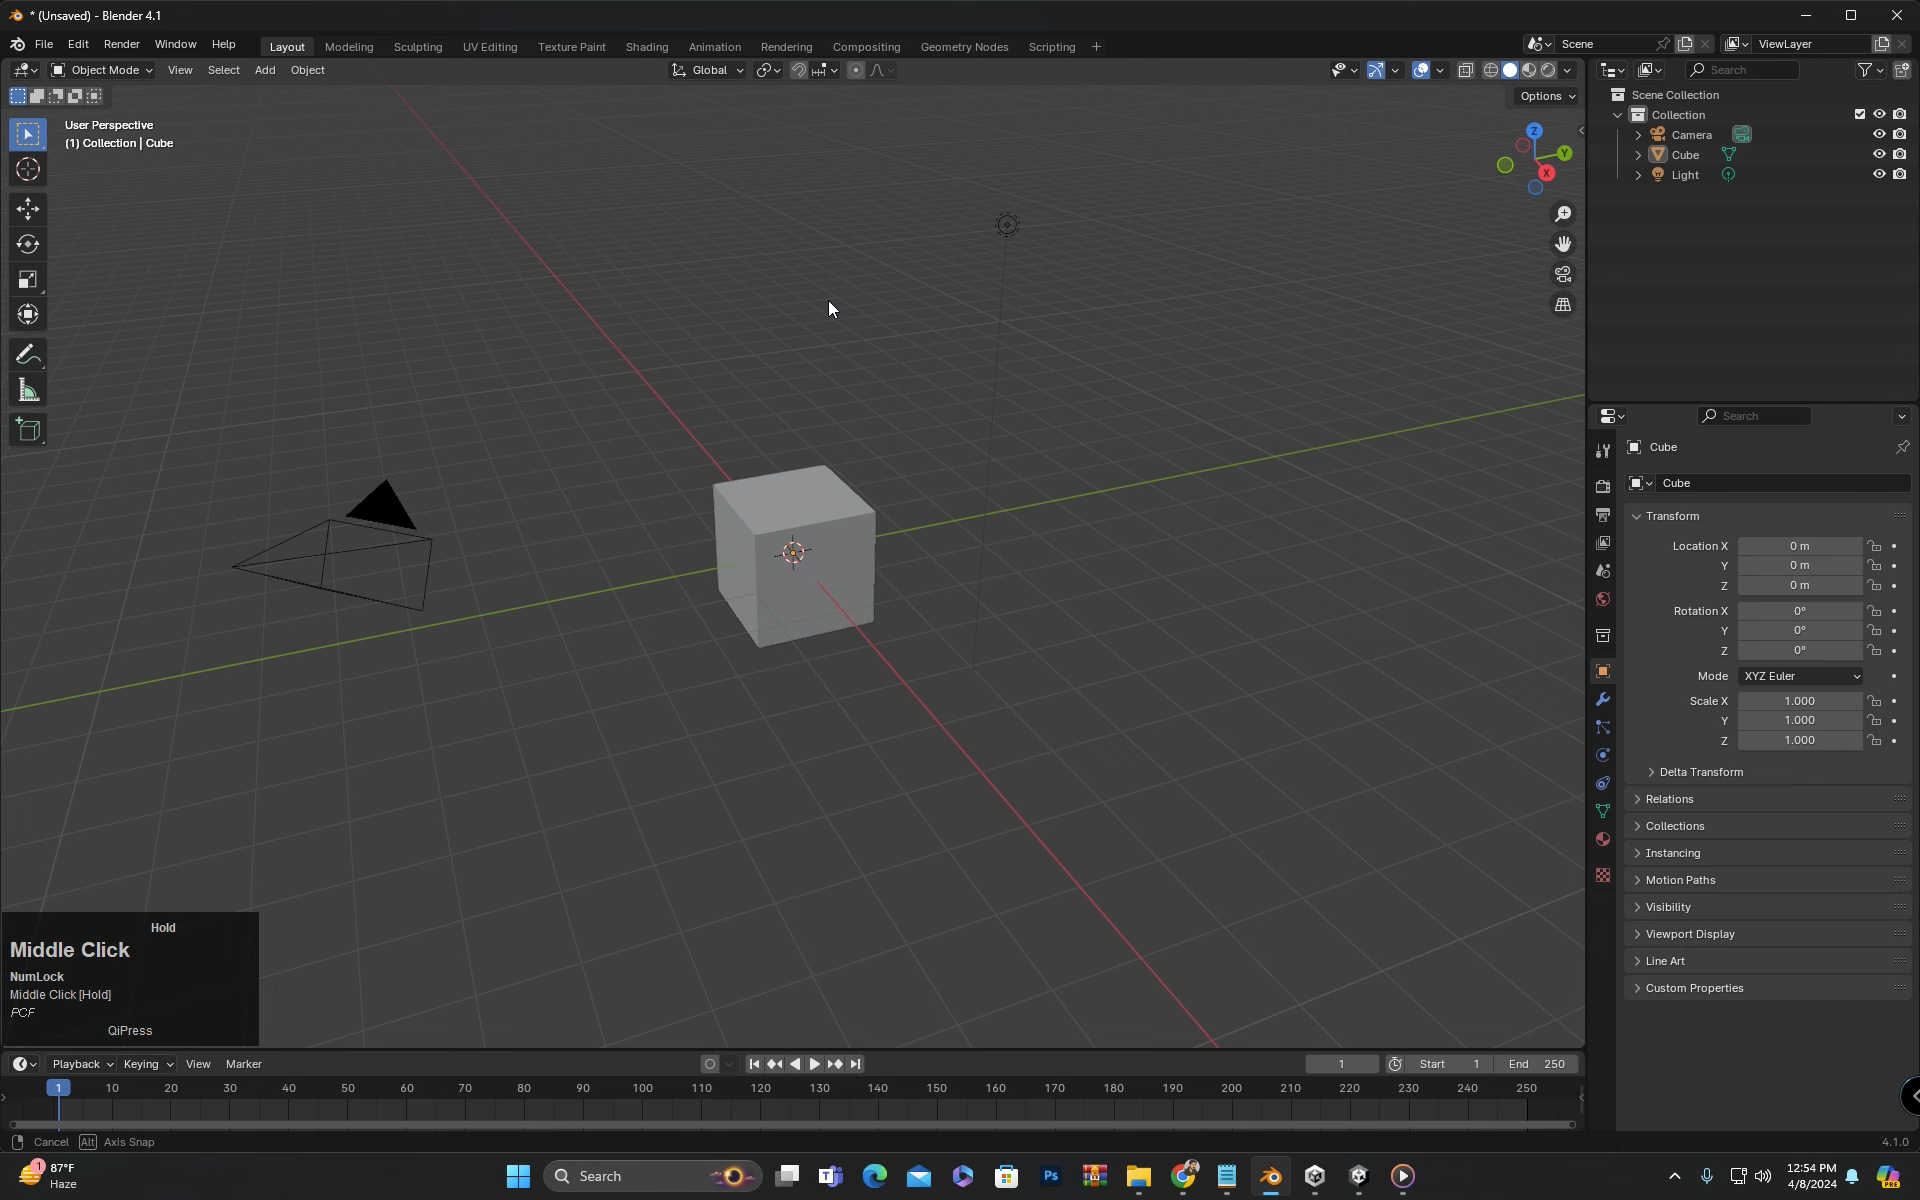 * (Unsaved) - Blender 4.1
File Edit Render Window Help Layout Modeling Sculpting UV Editing Texture Paint Shading Animation Rendering Compositing Geometry Nodes Scripting + Scene ViewLayer
Object Mode View Select Add Object Global Search
Options
User Perspective
(1) Collection | Cube
Z
Y
X
Scene Collection
Collection
Camera
Cube
Light
Search
Cube
Cube
Transform
Location X 0 m
Y 0 m
Z 0 m
Rotation X 0°
Y 0°
Z 0°
Mode XYZ Euler
Scale X 1.000
Y 1.000
Z 1.000
Delta Transform
Relations
Collections
Instancing
Motion Paths
Visibility
Viewport Display
Line Art
Custom Properties
Hold
Middle Click
NumLock
Middle Click [Hold]
PCF
QiPress
Playback Keying View Marker 1 Start 1 End 250
1 10 20 30 40 50 60 70 80 90 100 110 120 130 140 150 160 170 180 190 200 210 220 230 240 250
Cancel Alt Axis Snap 4.1.0
1 87°F
Haze
Search
Ps
12:54 PM
4/8/2024
PRE